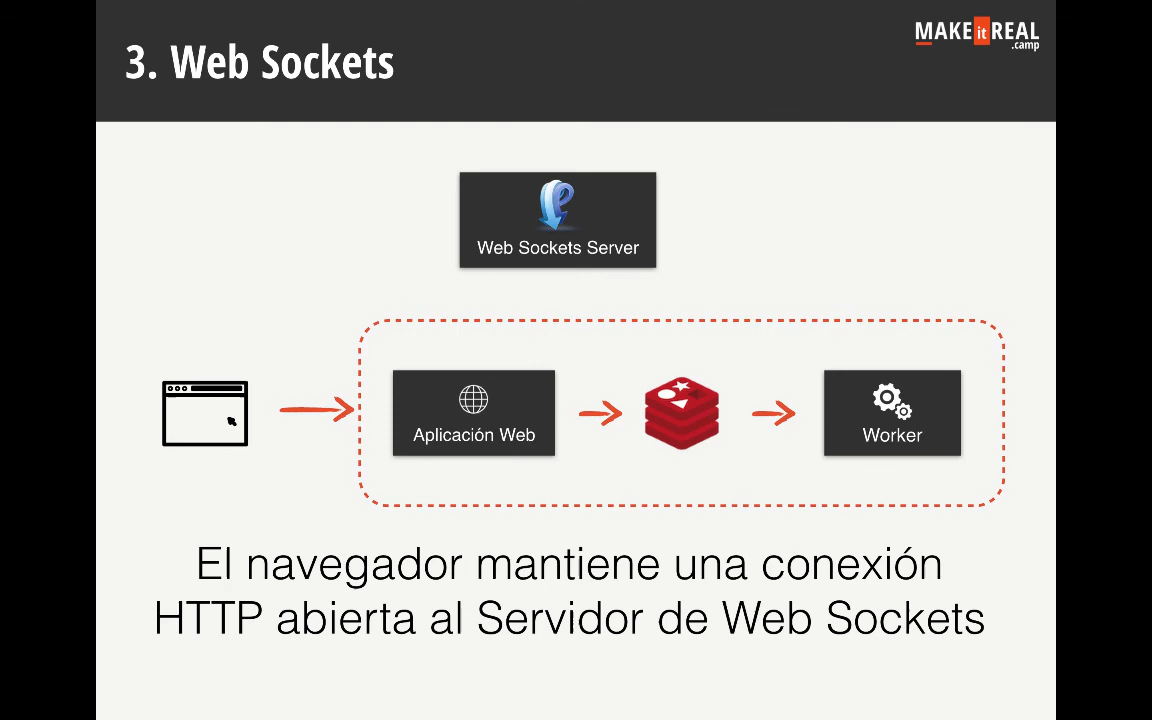 3. Web Sockets
MAKE it REAL
.camp
Web Sockets Server
Aplicación Web
Worker
El navegador mantiene una conexión
HTTP abierta al Servidor de Web Sockets